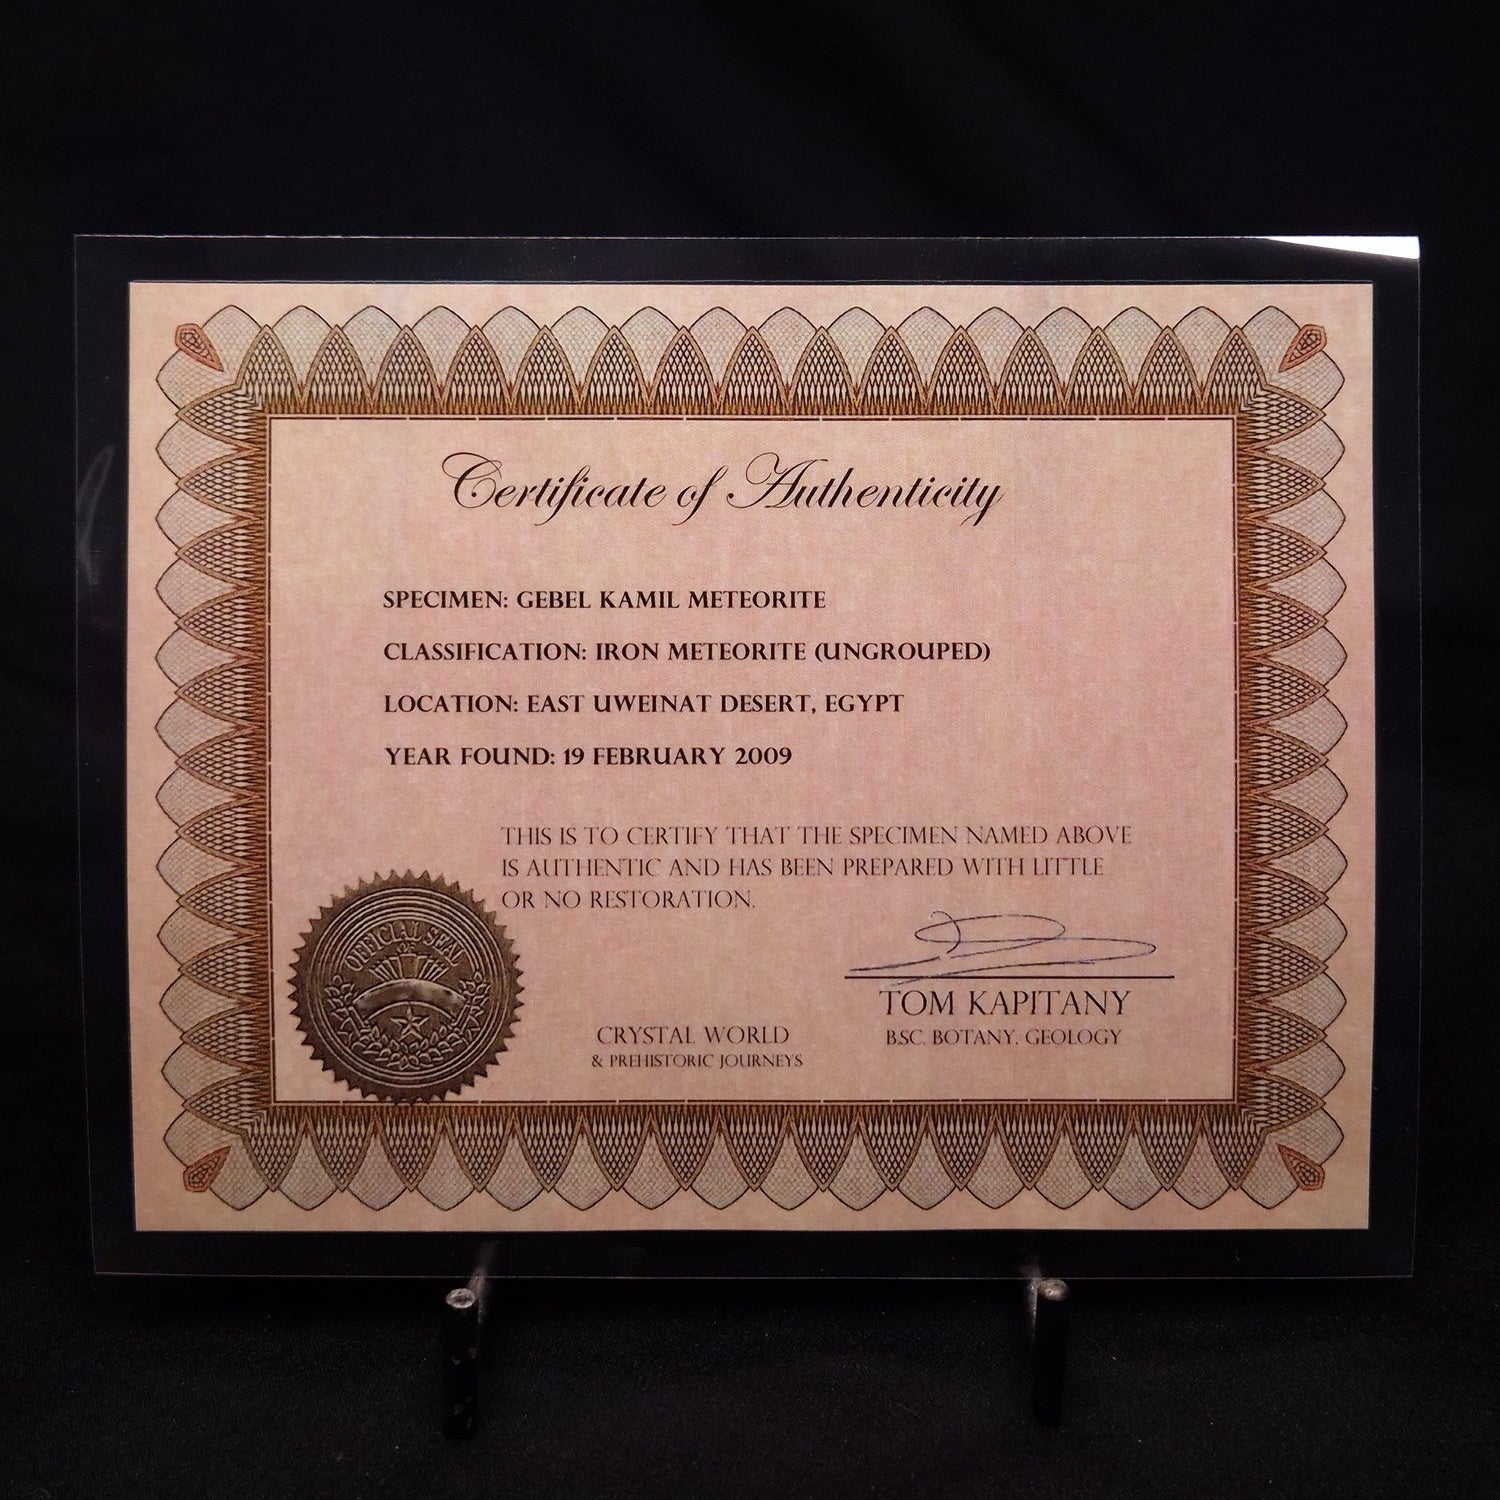 Certificate of Authenticity
SPECIMEN: GEBEL KAMIL METEORITE
CLASSIFICATION: IRON METEORITE (UNGROUPED)
LOCATION: EAST UWEINAT DESERT, EGYPT
YEAR FOUND: 19 FEBRUARY 2009
THIS IS TO CERTIFY THAT THE SPECIMEN NAMED ABOVE
IS AUTHENTIC AND HAS BEEN PREPARED WITH LITTLE
OR NO RESTORATION.
OFFICIAL SEAL
OF
CRYSTAL WORLD
& PREHISTORIC JOURNEYS
TOM KAPITANY
B.SC. BOTANY, GEOLOGY